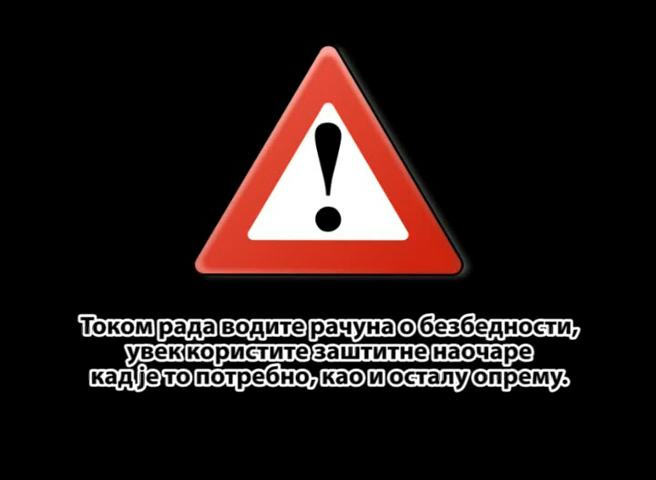 Током рада водите рачуна о безбедности,
увек користите заштитне наочаре
кад је то потребно, као и осталу опрему.